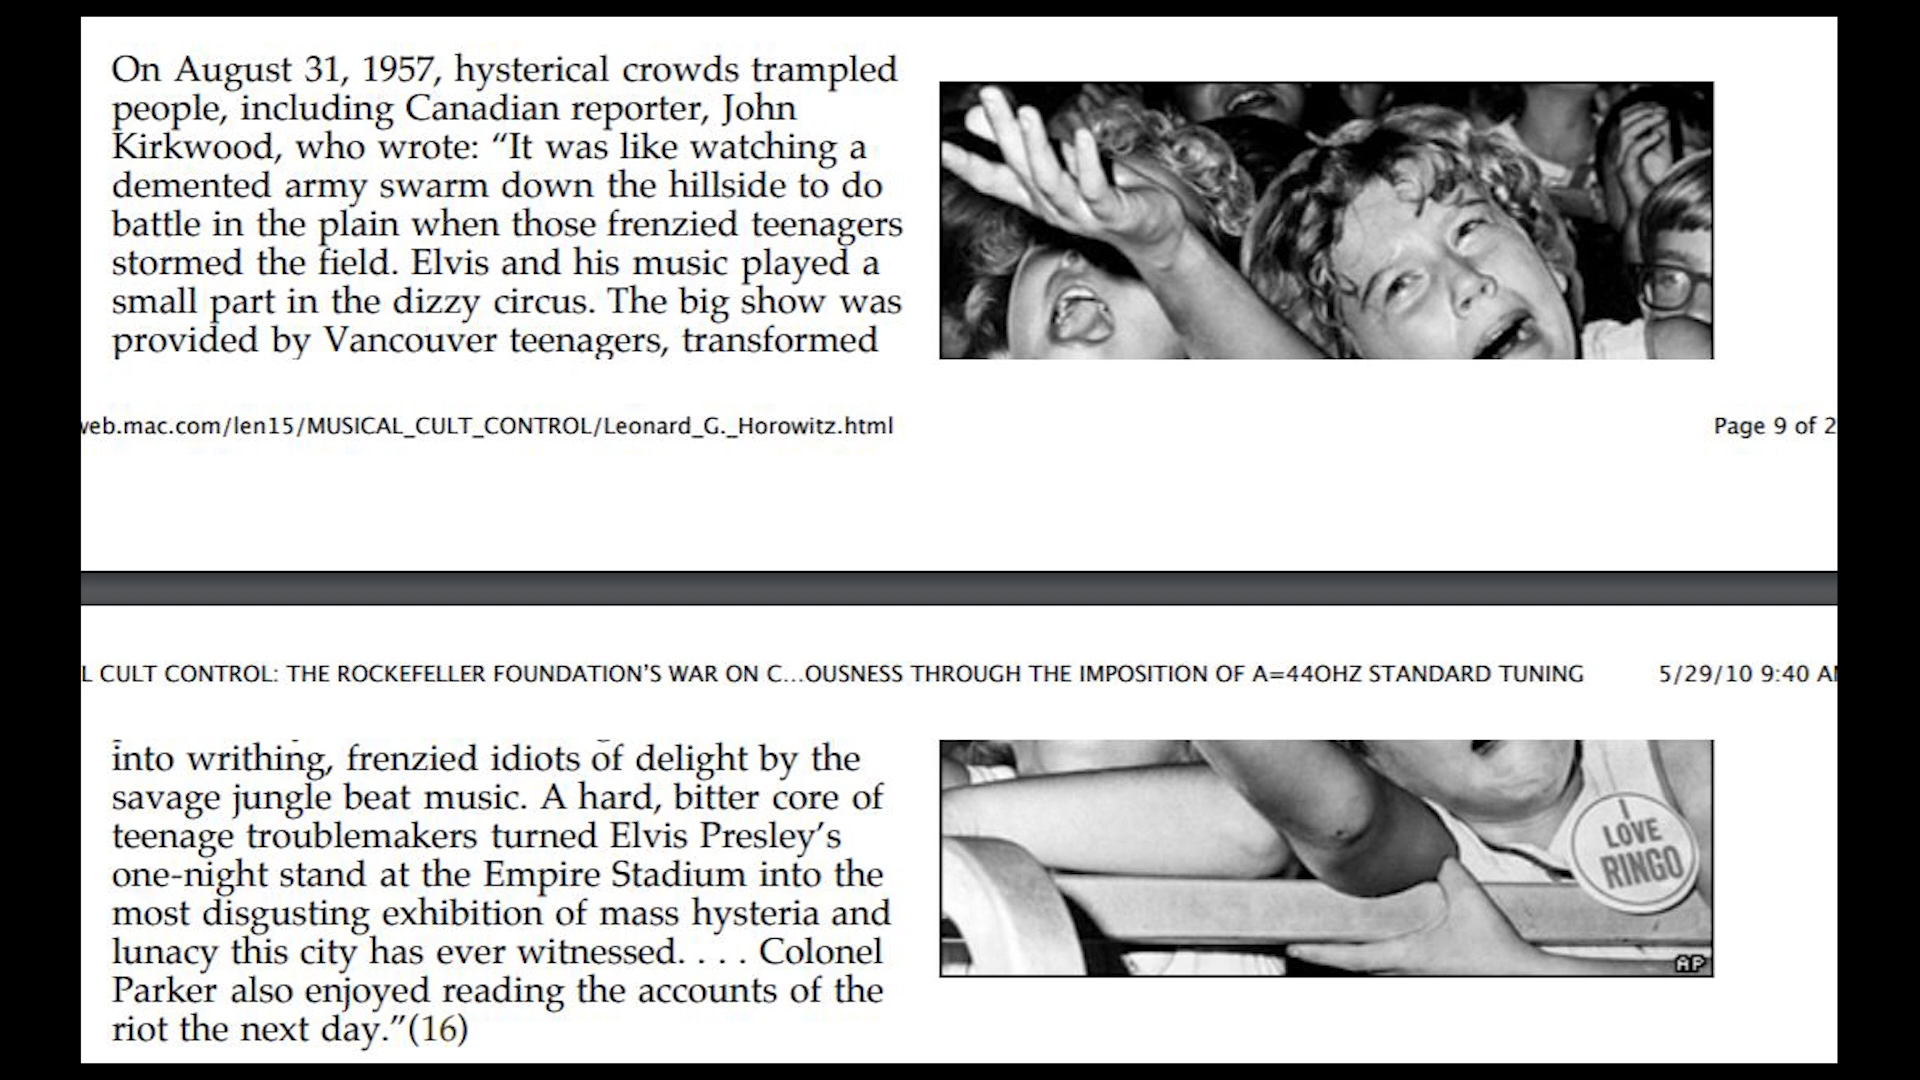 On August 31, 1957, hysterical crowds trampled
people, including Canadian reporter, John
Kirkwood, who wrote: “It was like watching a
demented army swarm down the hillside to do
battle in the plain when those frenzied teenagers
stormed the field. Elvis and his music played a
small part in the dizzy circus. The big show was
provided by Vancouver teenagers, transformed
web.mac.com/len15/MUSICAL_CULT_CONTROL/Leonard_G._Horowitz.html
Page 9 of 2
L CULT CONTROL: THE ROCKEFELLER FOUNDATION’S WAR ON C...OUSNESS THROUGH THE IMPOSITION OF A=440HZ STANDARD TUNING
5/29/10 9:40 AM
into writhing, frenzied idiots of delight by the
savage jungle beat music. A hard, bitter core of
teenage troublemakers turned Elvis Presley’s
one-night stand at the Empire Stadium into the
most disgusting exhibition of mass hysteria and
lunacy this city has ever witnessed. . . . Colonel
Parker also enjoyed reading the accounts of the
riot the next day.”(16)
I
LOVE
RINGO
AP